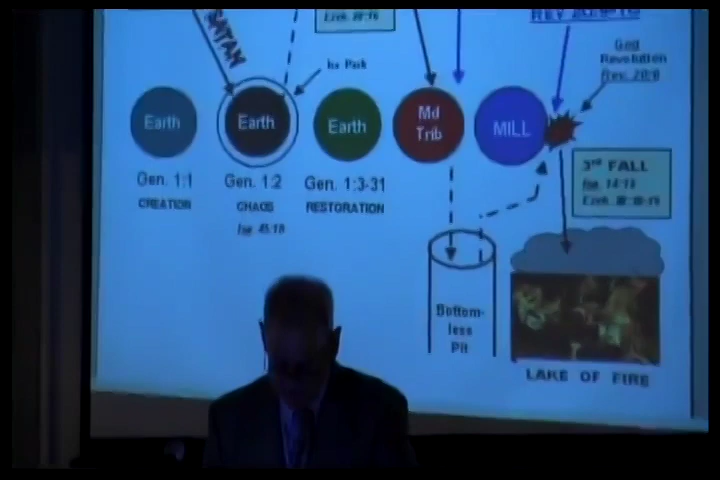 SATAN
Earth
Earth
Earth
Md
Trib
MILL
God
Revolution
Gen. 1:1
CREATION
Gen. 1:2
CHAOS
Gen. 1:3-31
RESTORATION
3rd FALL
Bottom-
less
Pit
LAKE OF FIRE